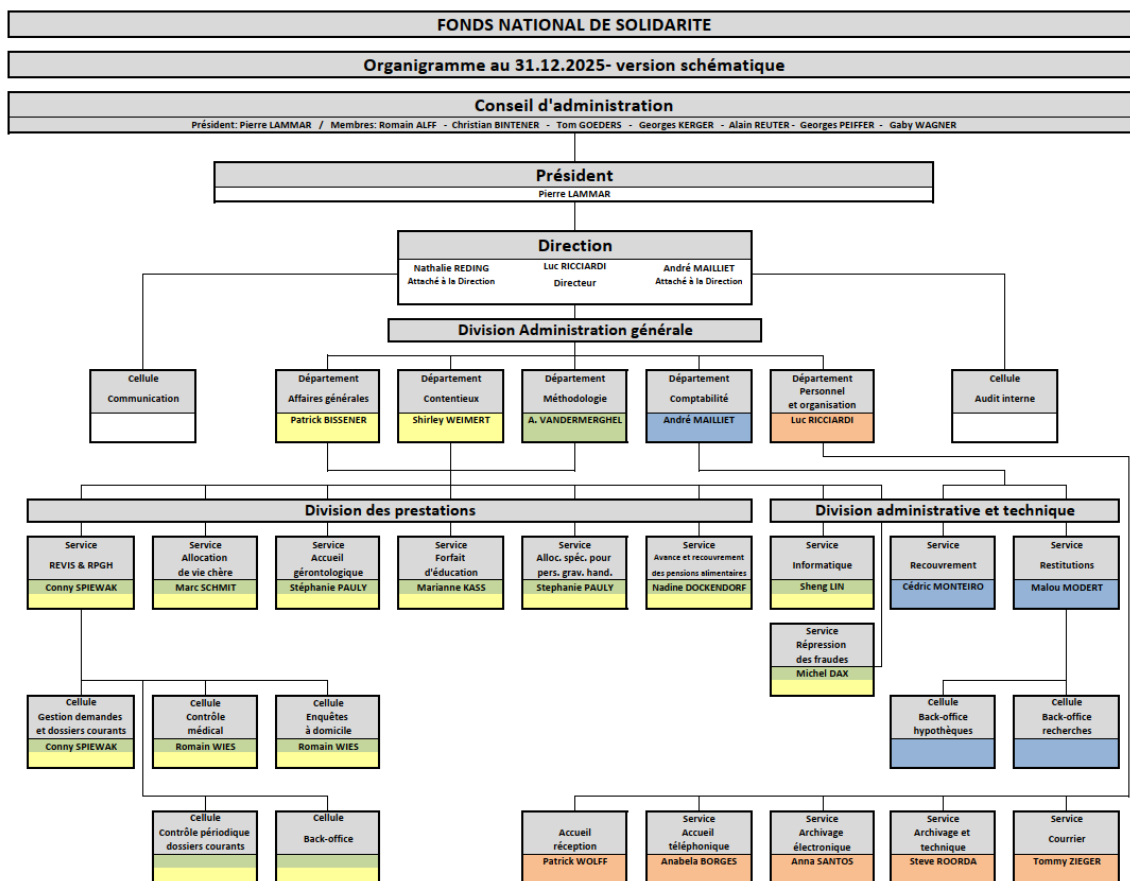 FONDS NATIONAL DE SOLIDARITE
Organigramme au 31.12.2025- version schématique
Conseil d'administration
Président: Pierre LAMMAR / Membres: Romain ALFF - Christian BINTENER - Tom GOEDERS - Georges KERGER - Alain REUTER - Georges PEIFFER - Gaby WAGNER
Président
Pierre LAMMAR
Direction
Nathalie REDING
Attaché à la Direction
Luc RICCIARDI
Directeur
André MAILLIET
Attaché à la Direction
Division Administration générale
Cellule
Communication
Département
Affaires générales
Patrick BISSENER
Département
Contentieux
Shirley WEIMERT
Département
Méthodologie
A. VANDERMERGHEL
Département
Comptabilité
André MAILLIET
Département
Personnel
et organisation
Luc RICCIARDI
Cellule
Audit interne
Division des prestations
Division administrative et technique
Service
REVIS & RPGH
Conny SPIEWAK
Service
Allocation
de vie chère
Marc SCHMIT
Service
Accueil
gérontologique
Stéphanie PAULY
Service
Forfait
d'éducation
Marianne KASS
Service
Alloc. spéc. pour
pers. grav. hand.
Stephanie PAULY
Service
Avance et recouvrement
des pensions alimentaires
Nadine DOCKENDORF
Service
Informatique
Sheng LIN
Service
Recouvrement
Cédric MONTEIRO
Service
Restitutions
Malou MODERT
Service
Répression
des fraudes
Michel DAX
Cellule
Gestion demandes
et dossiers courants
Conny SPIEWAK
Cellule
Contrôle
médical
Romain WIES
Cellule
Enquêtes
à domicile
Romain WIES
Cellule
Back-office
hypothèques
Cellule
Back-office
recherches
Cellule
Contrôle périodique
dossiers courants
Cellule
Back-office
Accueil
réception
Patrick WOLFF
Service
Accueil
téléphonique
Anabela BORGES
Service
Archivage
électronique
Anna SANTOS
Service
Archivage et
technique
Steve ROORDA
Service
Courrier
Tommy ZIEGER